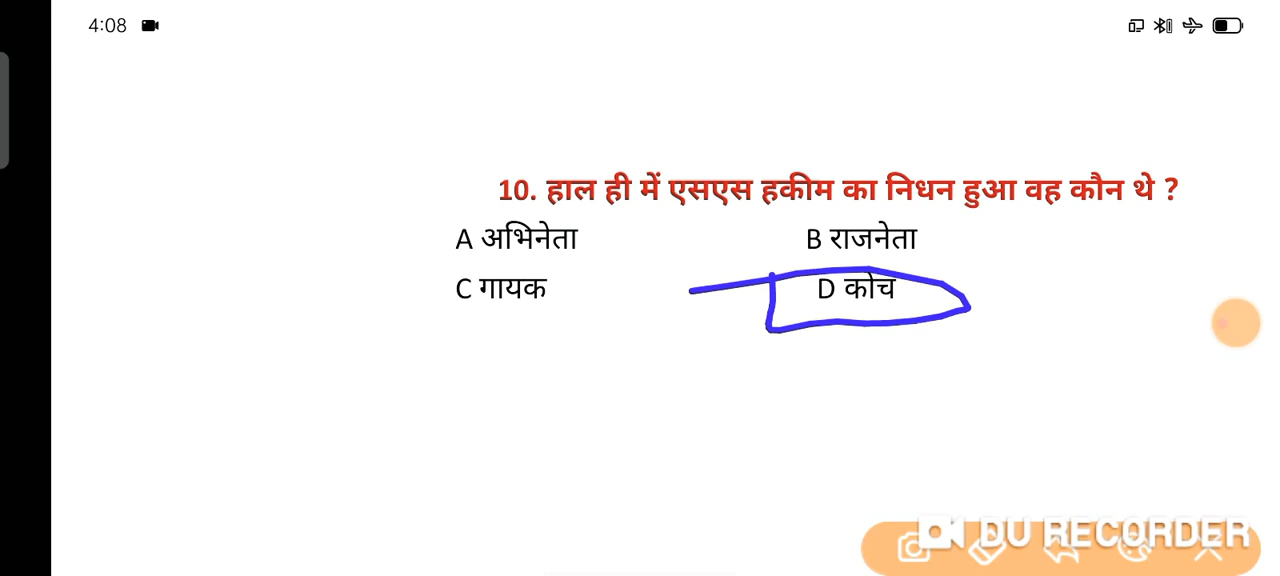 4:08
10. हाल ही में एसएस हकीम का निधन हुआ वह कौन थे ?
A अभिनेता B राजनेता
C गायक D कोच
DU RECORDER